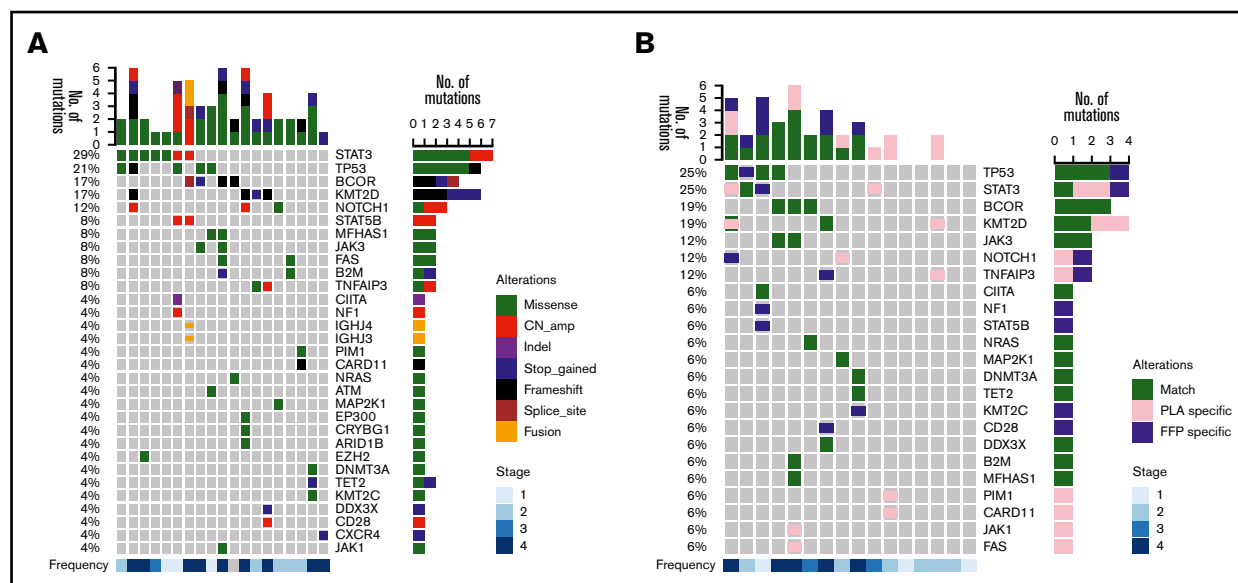 A
B
6
5
4
3
2
1
0
No. of
mutations
No. of
mutations
0 1 2 3 4 5 6 7
29% STAT3
21% TP53
17% BCOR
17% KMT2D
12% NOTCH1
8% STAT5B
8% MFHAS1
8% JAK3
8% FAS
8% B2M
8% TNFAIP3
4% CIITA
4% NF1
4% IGHJ4
4% IGHJ3
4% PIM1
4% CARD11
4% NRAS
4% ATM
4% MAP2K1
4% EP300
4% CRYBG1
4% ARID1B
4% EZH2
4% DNMT3A
4% TET2
4% KMT2C
4% DDX3X
4% CD28
4% CXCR4
4% JAK1
Frequency
Alterations
Missense
CN_amp
Indel
Stop_gained
Frameshift
Splice_site
Fusion
Stage
1
2
3
4
6
5
4
3
2
1
0
No. of
mutations
No. of
mutations
0 1 2 3 4
25% TP53
25% STAT3
19% BCOR
19% KMT2D
12% JAK3
12% NOTCH1
12% TNFAIP3
6% CIITA
6% NF1
6% STAT5B
6% NRAS
6% MAP2K1
6% DNMT3A
6% TET2
6% KMT2C
6% CD28
6% DDX3X
6% B2M
6% MFHAS1
6% PIM1
6% CARD11
6% JAK1
6% FAS
Frequency
Alterations
Match
PLA specific
FFP specific
Stage
1
2
3
4